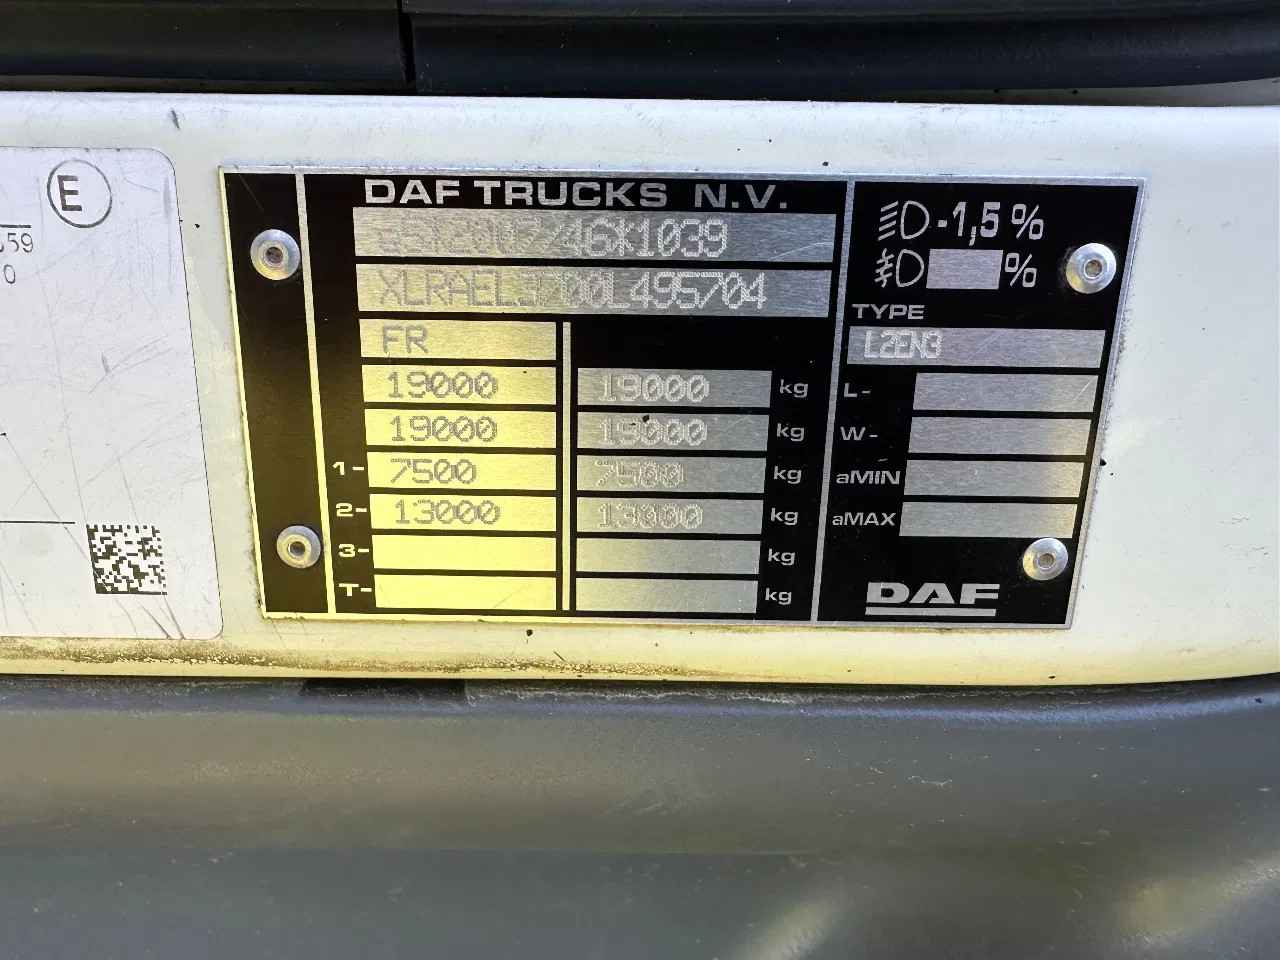 E
59
0
DAF TRUCKS N.V.
e5*2007/46*1039
XLRAEL3700L495704
FR
19000 19000 kg
19000 19000 kg
1- 7500 7500 kg
2- 13000 13000 kg
3- kg
T- kg
-1,5%
%
TYPE
L2EN3
L-
W-
aMIN
aMAX
DAF